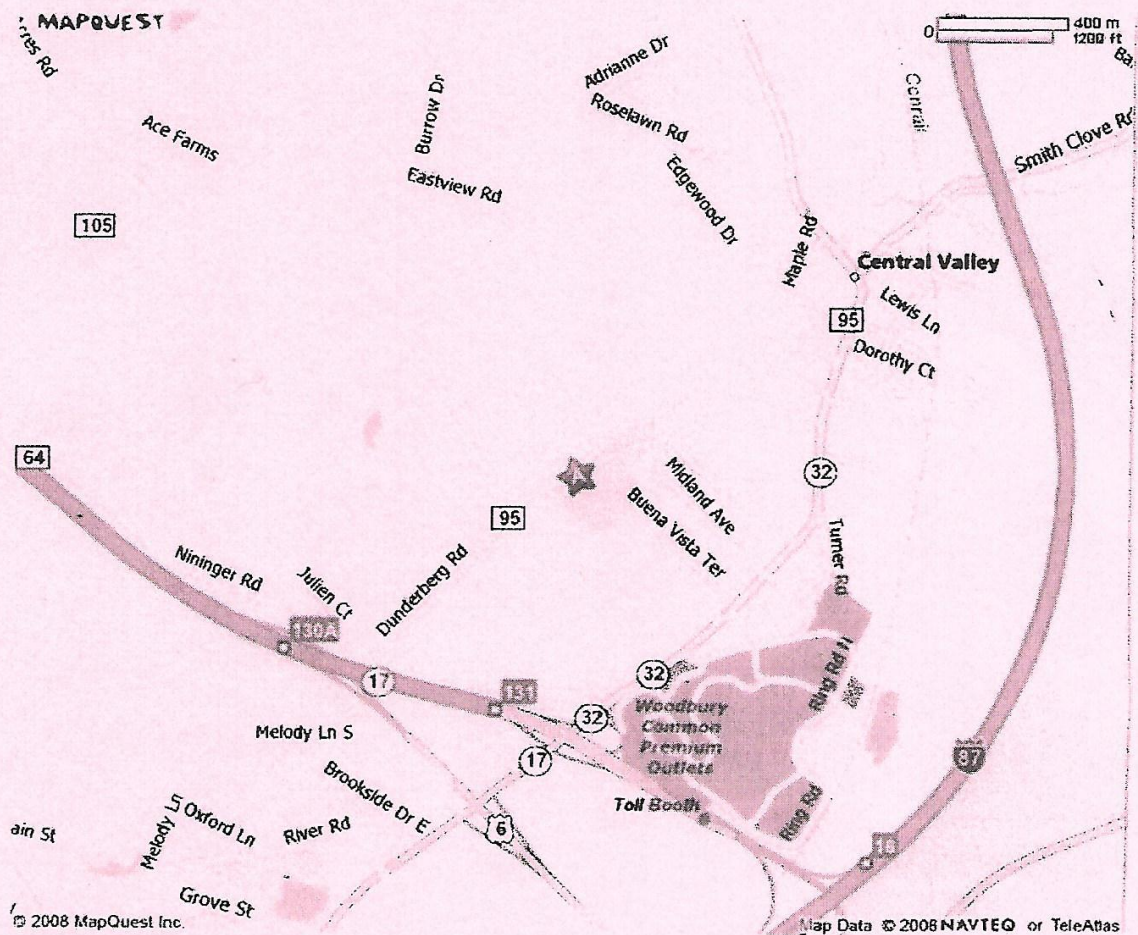 MAPQUEST
0
400 m
1200 ft
cres Rd
Ba
Adrianne Dr
Roselawn Rd
Burrow Dr
Ace Farms
Eastview Rd
Edgewood Dr
Smith Clove Rd
105
Maple Rd
Central Valley
Lewis Ln
95
Dorothy Ct
64
A
32
95
Midland Ave
Buena Vista Ter
Turner Rd
Nininger Rd
Julien Ct
Dunderberg Rd
130A
17
131
32
32
Ring Rd N
Woodbury
Common
Premium
Outlets
Melody Ln S
17
87
Brookside Dr E
Toll Booth
Ring Rd
6
ain St
Melody Ln
Oxford Ln
River Rd
Grove St
© 2008 MapQuest Inc.
Map Data © 2008 NAVTEQ or TeleAtlas